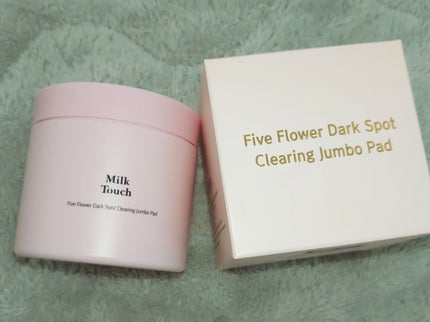 Milk
Touch
Five Flower Dark Spot Clearing Jumbo Pad
Five Flower Dark Spot
Clearing Jumbo Pad